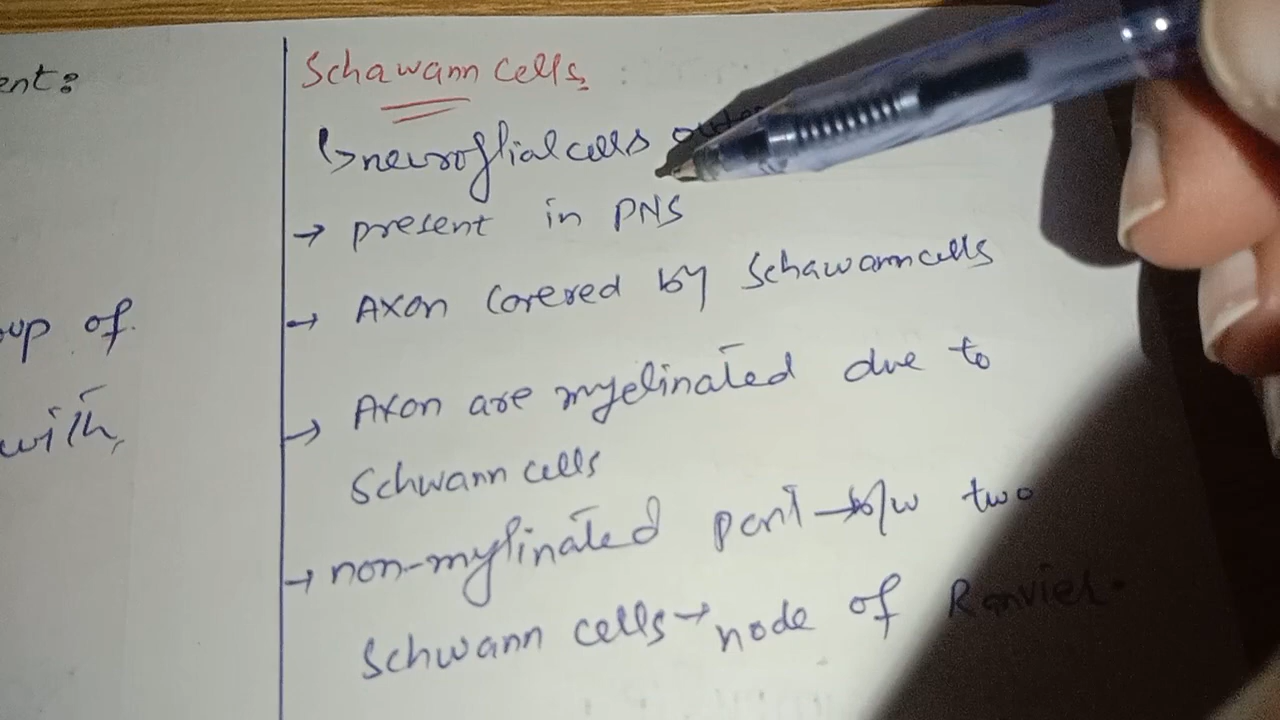 ent:
oup of
with,
Schawann cells :
↳ neuroglial cells
→ present in PNS
→ Axon covered by Schawann cells
→ Axon are myelinated due to
Schwann cells
→ non-mylinated part → b/w two
Schwann cells → node of Ranvier.